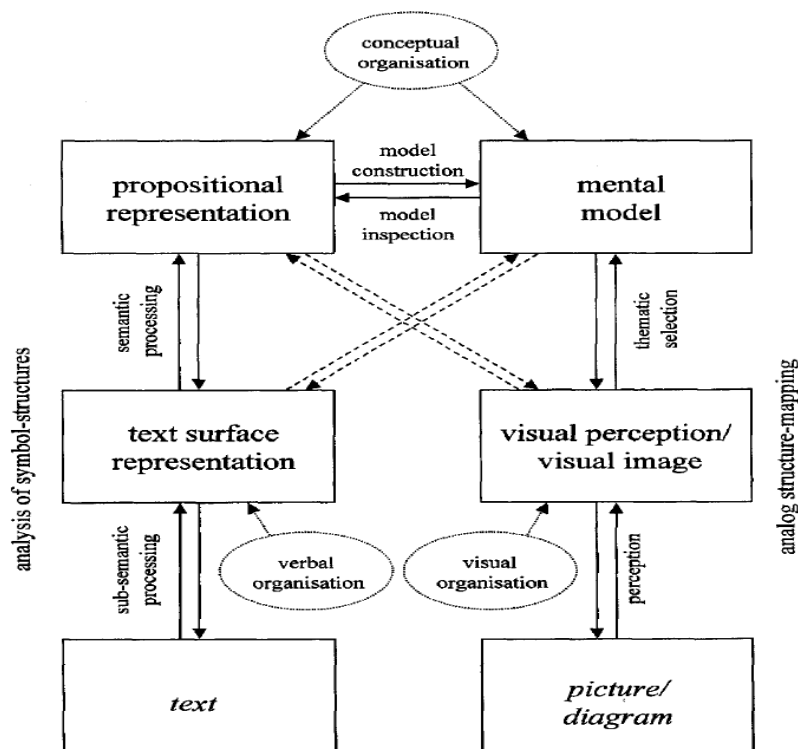 conceptual
organisation
propositional
representation
model
construction
model
inspection
mental
model
semantic
processing
thematic
selection
analysis of symbol-structures
analog structure-mapping
text surface
representation
visual perception/
visual image
sub-semantic
processing
verbal
organisation
visual
organisation
perception
text
picture/
diagram